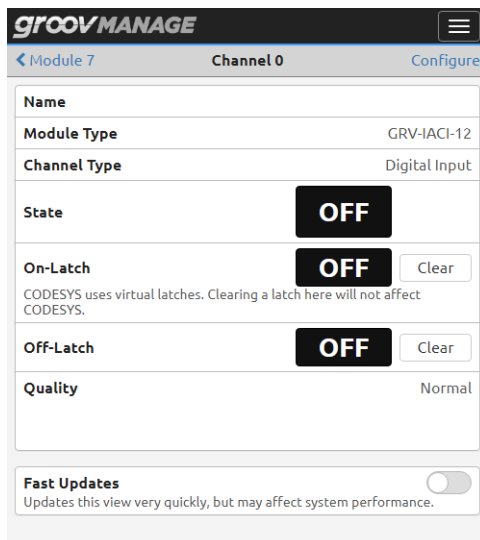 groov MANAGE
Module 7 Channel 0 Configure
Name
Module Type GRV-IACI-12
Channel Type Digital Input
State OFF
On-Latch OFF Clear
CODESYS uses virtual latches. Clearing a latch here will not affect
CODESYS.
Off-Latch OFF Clear
Quality Normal
Fast Updates
Updates this view very quickly, but may affect system performance.